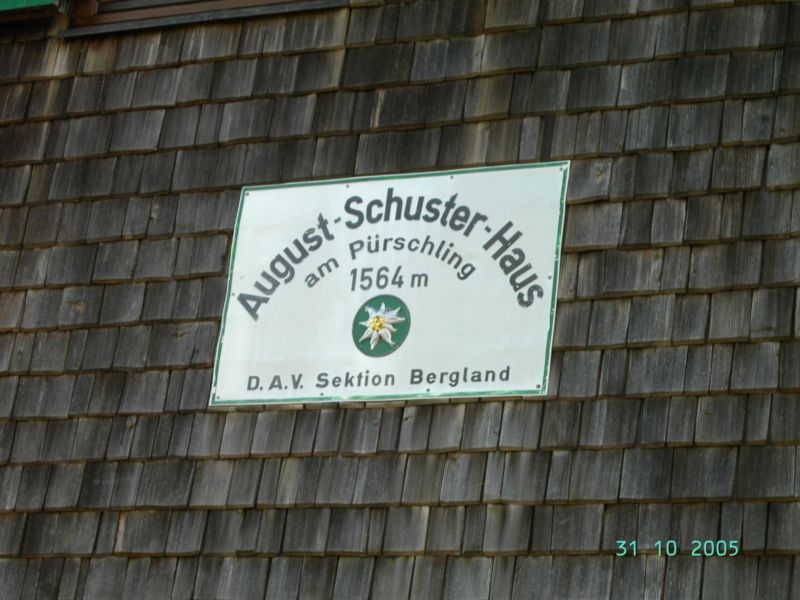 August-Schuster-Haus
am Pürschling
1564 m
D.A.V. Sektion Bergland
31 10 2005